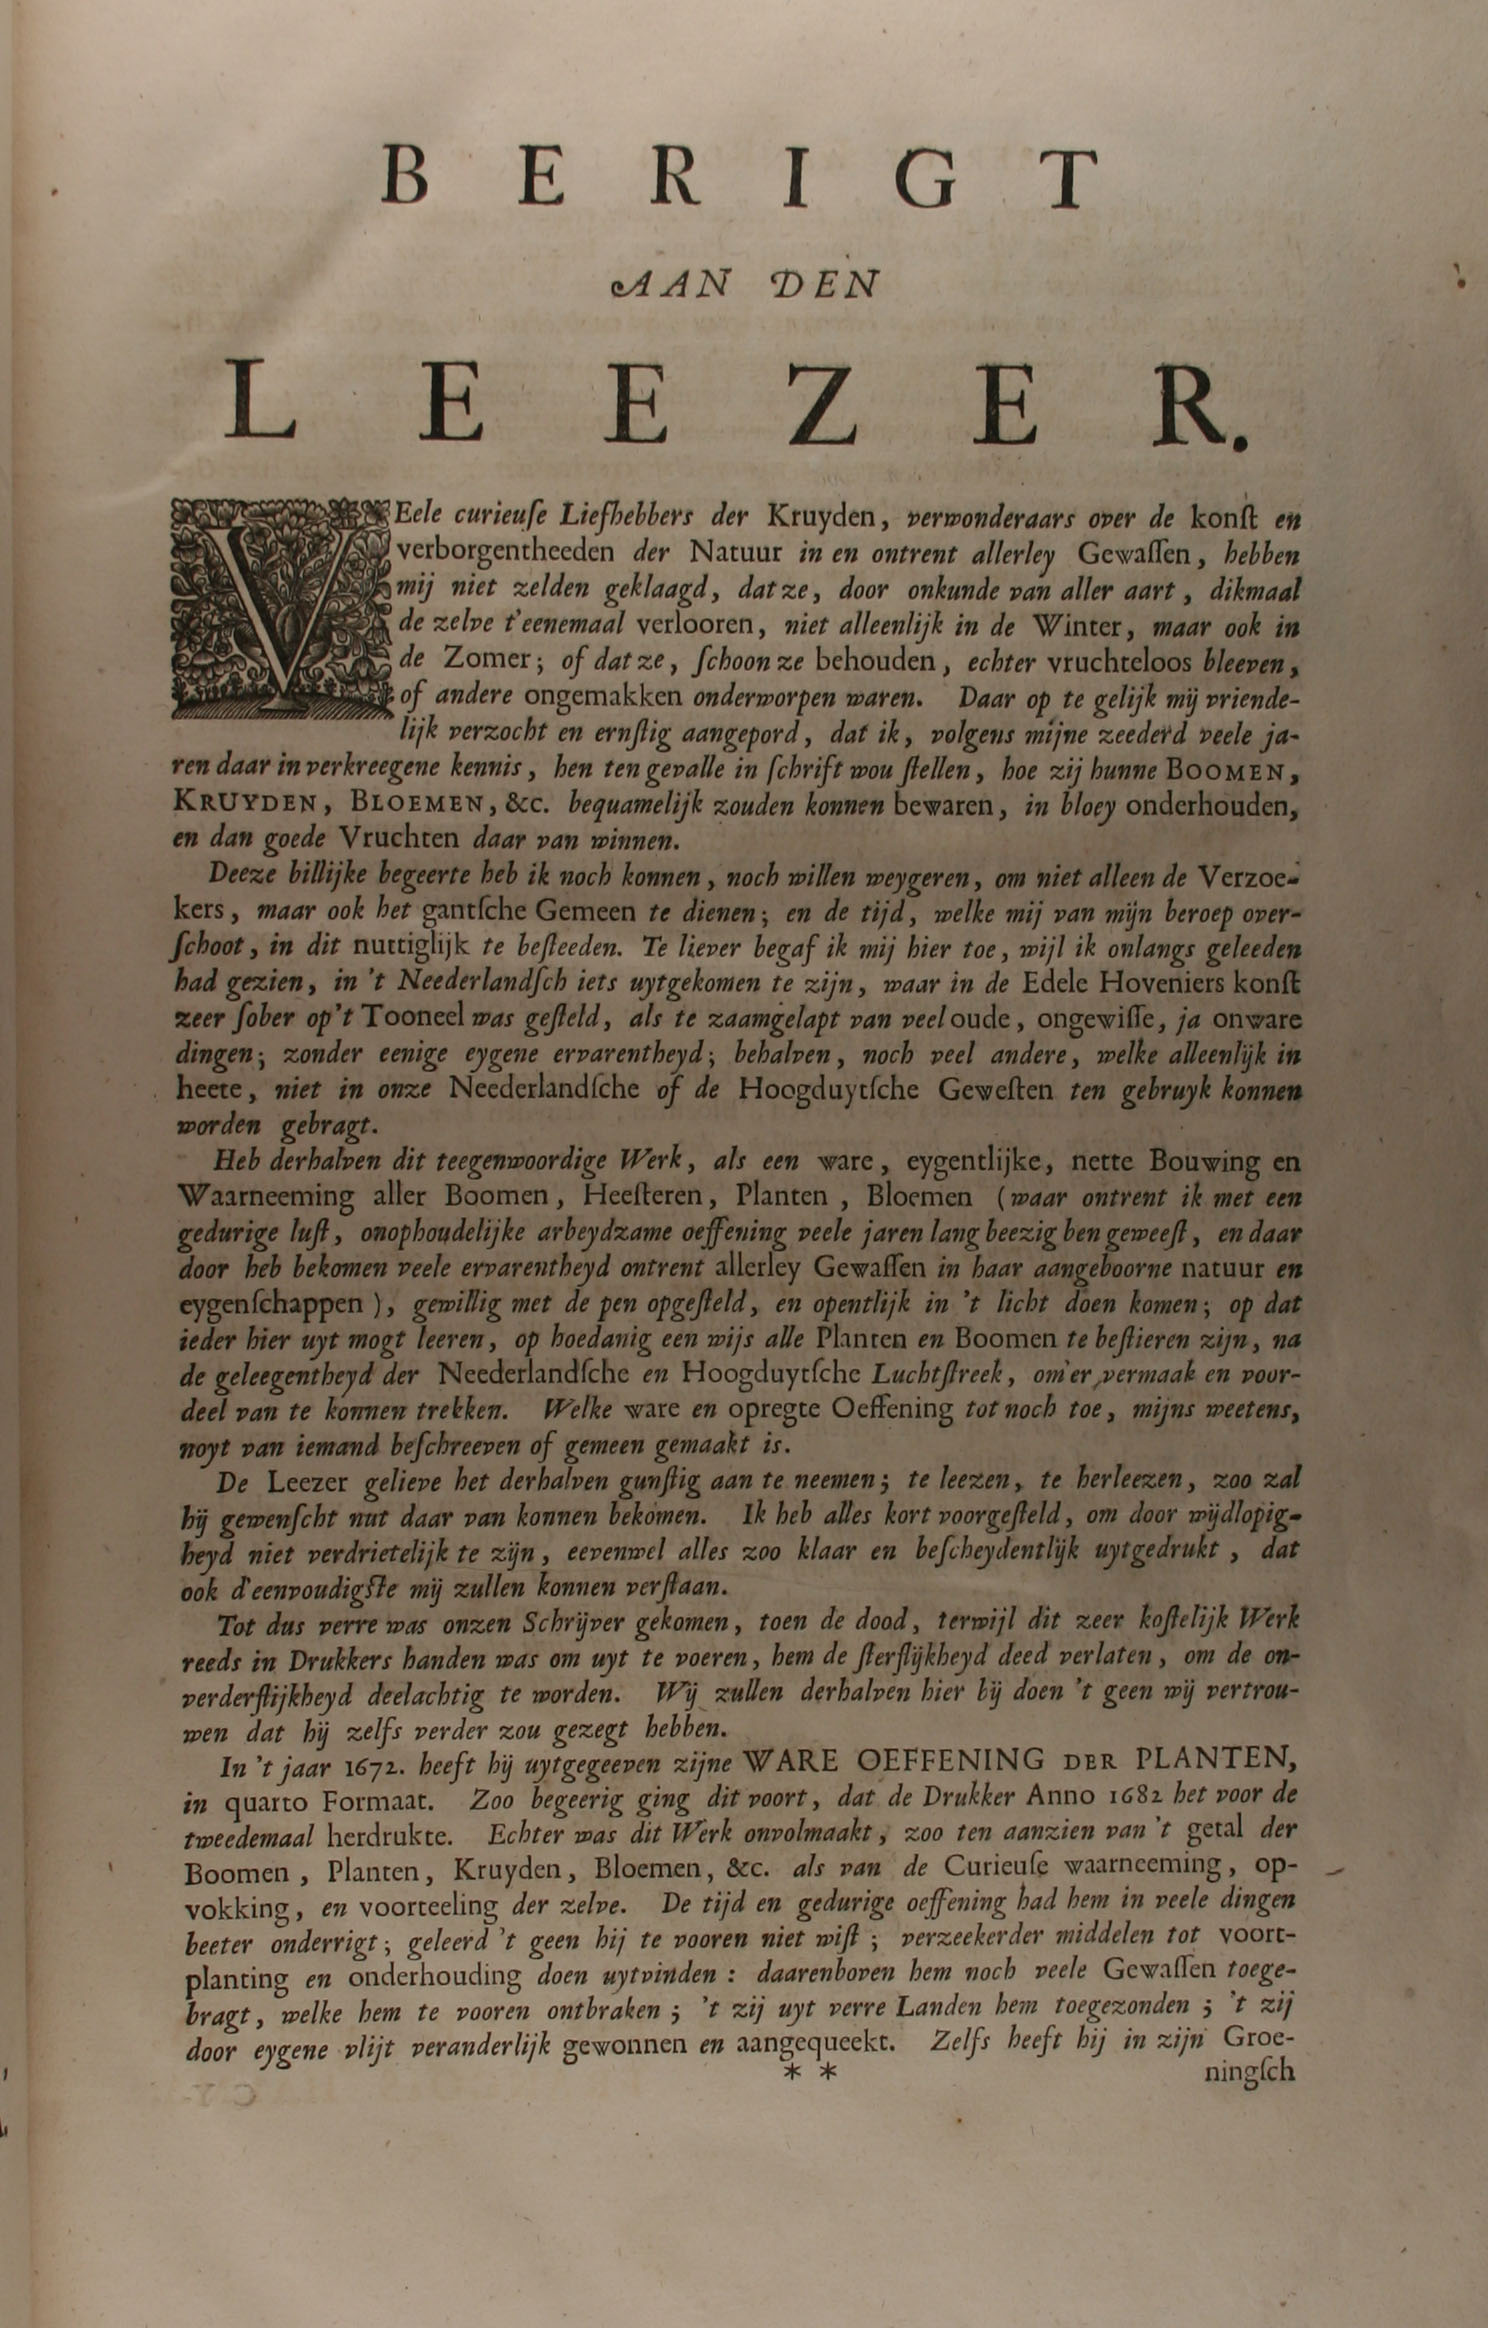 BERIGT
AAN DEN
LEEZER.
VEele curieuſe Liefhebbers der Kruyden, verwonderaars over de konſt en
verborgentheeden der Natuur in en ontrent allerley Gewaſſen, hebben
mij niet zelden geklaagd, dat ze, door onkunde van aller aart, dikmaal
de zelve t'eenemaal verlooren, niet alleenlijk in de Winter, maar ook in
de Zomer; of dat ze, ſchoon ze behouden, echter vruchteloos bleeven,
of andere ongemakken onderworpen waren. Daar op te gelijk mij vriende-
lijk verzocht en ernſtig aangepord, dat ik, volgens mijne zeederd veele ja-
ren daar in verkreegene kennis, hen ten gevalle in ſchrift wou ſtellen, hoe zij hunne BOOMEN,
KRUYDEN, BLOEMEN, &c. bequamelijk zouden konnen bewaren, in bloey onderhouden,
en dan goede Vruchten daar van winnen.
Deeze billijke begeerte heb ik noch konnen, noch willen weygeren, om niet alleen de Verzoe-
kers, maar ook het gantſche Gemeen te dienen; en de tijd, welke mij van mijn beroep over-
ſchoot, in dit nuttiglijk te beſteeden. Te liever begaf ik mij hier toe, wijl ik onlangs geleeden
had gezien, in 't Neederlandſch iets uytgekomen te zijn, waar in de Edele Hoveniers konſt
zeer ſober op't Tooneel was geſteld, als te zaamgelapt van veel oude, ongewiſſe, ja onware
dingen; zonder eenige eygene ervarentheyd; behalven, noch veel andere, welke alleenlijk in
heete, niet in onze Neederlandſche of de Hoogduytſche Geweſten ten gebruyk konnen
worden gebragt.
Heb derhalven dit teegenwoordige Werk, als een ware, eygentlijke, nette Bouwing en
Waarneeming aller Boomen, Heeſteren, Planten, Bloemen (waar ontrent ik met een
gedurige luſt, onophoudelijke arbeydzame oeffening veele jaren lang beezig ben geweeſt, en daar
door heb bekomen veele ervarentheyd ontrent allerley Gewaſſen in haar aangeboorne natuur en
eygenſchappen), gewillig met de pen opgeſteld, en opentlijk in 't licht doen komen; op dat
ieder hier uyt mogt leeren, op hoedanig een wijs alle Planten en Boomen te beſtieren zijn, na
de geleegentheyd der Neederlandſche en Hoogduytſche Luchtſtreek, om'er vermaak en voor-
deel van te konnen trekken. Welke ware en opregte Oeffening tot noch toe, mijns weetens,
noyt van iemand beſchreeven of gemeen gemaakt is.
De Leezer gelieve het derhalven gunſtig aan te neemen; te leezen, te herleezen, zoo zal
hij gewenſcht nut daar van konnen bekomen. Ik heb alles kort voorgeſteld, om door wijdlopig-
heyd niet verdrietelijk te zijn, eevenwel alles zoo klaar en beſcheydentlijk uytgedrukt, dat
ook d'eenvoudigſte mij zullen konnen verſtaan.
Tot dus verre was onzen Schrijver gekomen, toen de dood, terwijl dit zeer koſtelijk Werk
reeds in Drukkers handen was om uyt te voeren, hem de ſterflijkheyd deed verlaten, om de on-
verderflijkheyd deelachtig te worden. Wij zullen derhalven hier bij doen 't geen wij vertrou-
wen dat hij zelfs verder zou gezegt hebben.
In 't jaar 1672. heeft hij uytgegeeven zijne WARE OEFFENING DER PLANTEN,
in quarto Formaat. Zoo begeerig ging dit voort, dat de Drukker Anno 1682 het voor de
tweedemaal herdrukte. Echter was dit Werk onvolmaakt, zoo ten aanzien van 't getal der
Boomen, Planten, Kruyden, Bloemen, &c. als van de Curieuſe waarneeming, op-
vokking, en voorteeling der zelve. De tijd en gedurige oeffening had hem in veele dingen
beeter onderrigt; geleerd 't geen hij te vooren niet wiſt; verzeekerder middelen tot voort-
planting en onderhouding doen uytvinden: daarenboven hem noch veele Gewaſſen toege-
bragt, welke hem te vooren ontbraken; 't zij uyt verre Landen hem toegezonden; 't zij
door eygene vlijt veranderlijk gewonnen en aangequeekt. Zelfs heeft hij in zijn Groe-
* *
ningſch